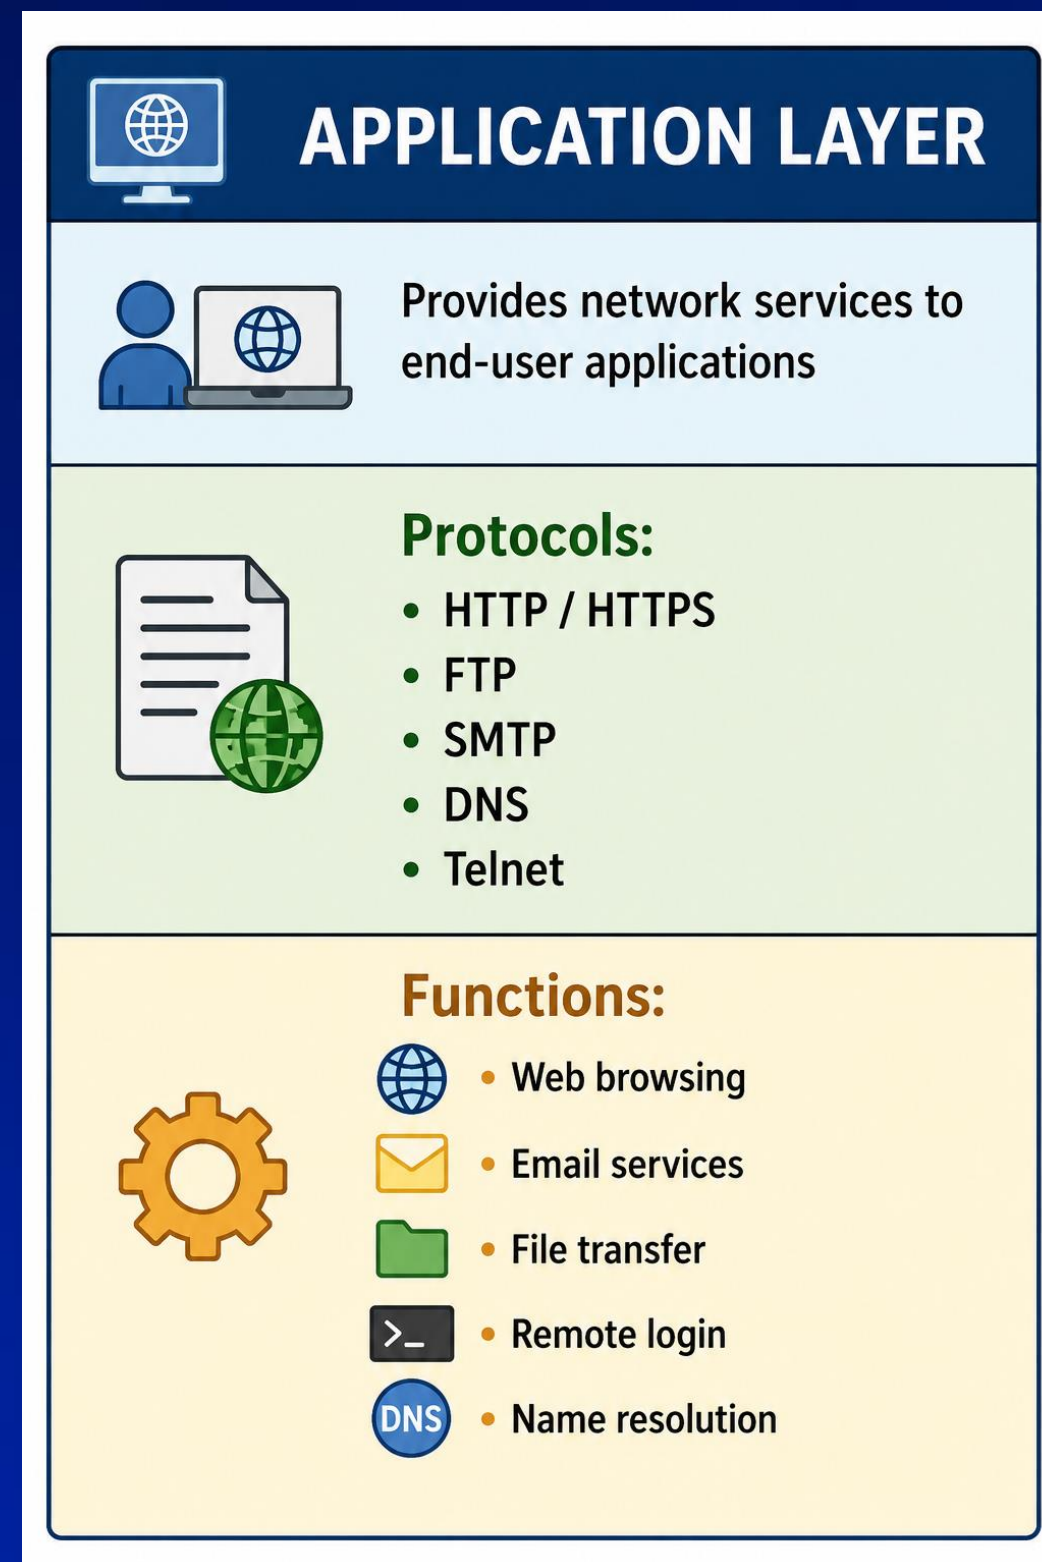 APPLICATION LAYER
Provides network services to
end-user applications
Protocols:
• HTTP / HTTPS
• FTP
• SMTP
• DNS
• Telnet
Functions:
• Web browsing
• Email services
• File transfer
>_ • Remote login
DNS • Name resolution